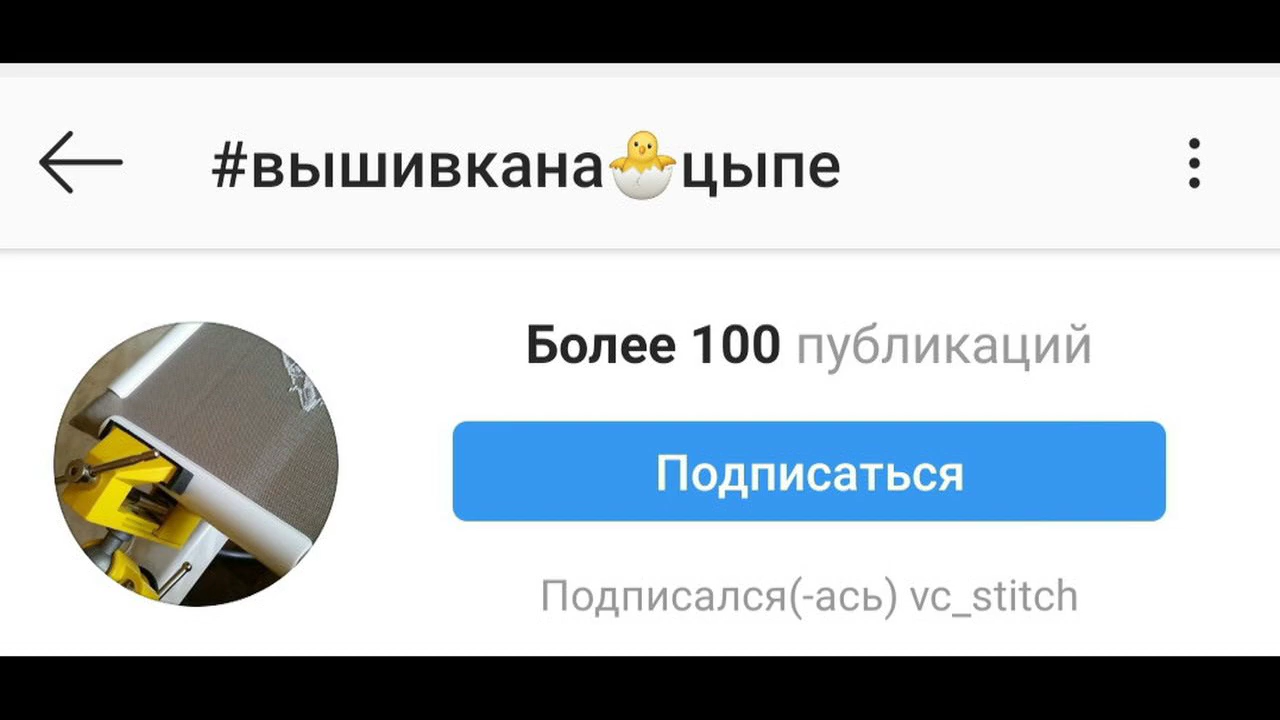 #вышивкана🐣цыпе
Более 100 публикаций
Подписаться
Подписался(-ась) vc_stitch